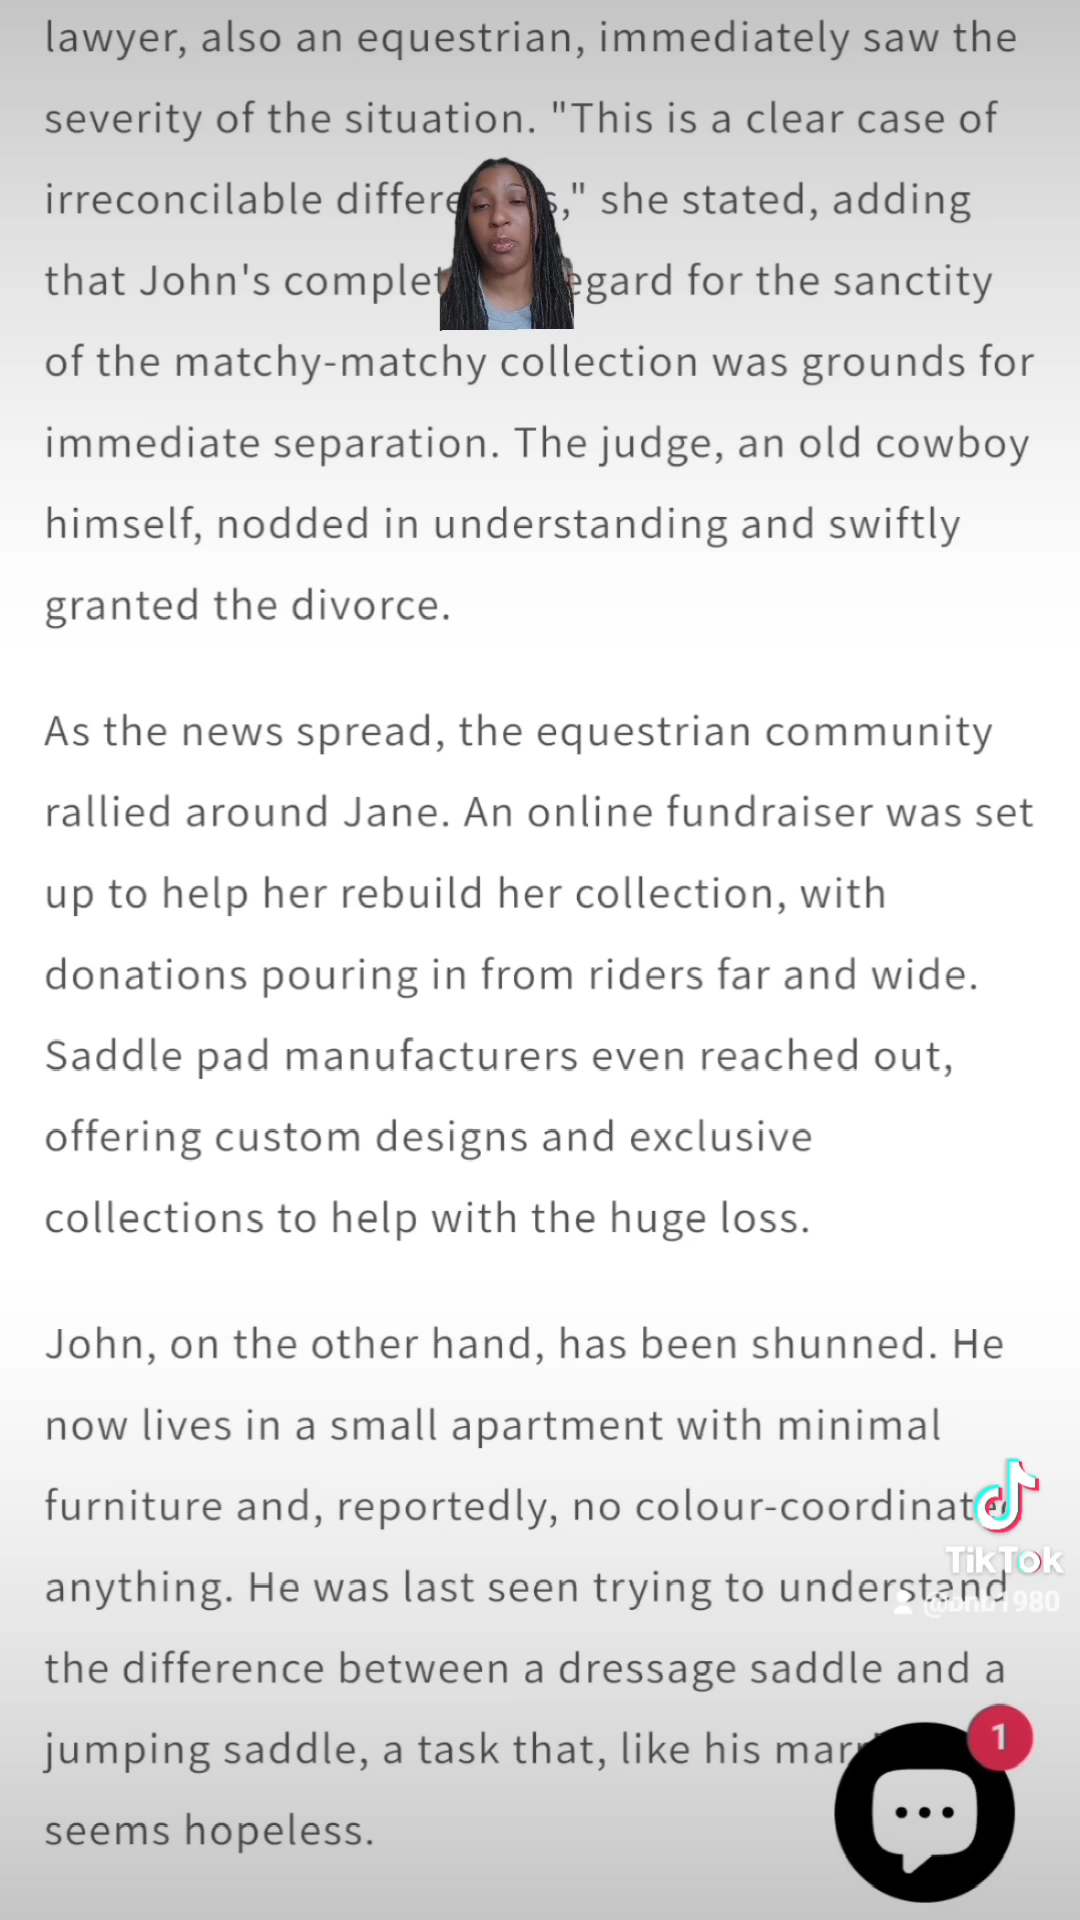 lawyer, also an equestrian, immediately saw the
severity of the situation. "This is a clear case of
irreconcilable ," she stated, adding
that John's for the sanctity
of the matchy-matchy collection was grounds for
immediate separation. The judge, an old cowboy
himself, nodded in understanding and swiftly
granted the divorce.
As the news spread, the equestrian community
rallied around Jane. An online fundraiser was set
up to help her rebuild her collection, with
donations pouring in from riders far and wide.
Saddle pad manufacturers even reached out,
offering custom designs and exclusive
collections to help with the huge loss.
John, on the other hand, has been shunned. He
now lives in a small apartment with minimal
furniture and, reportedly, no
anything. He was last seen trying to understand
the difference between a dressage saddle and a
jumping saddle, a task that, like his
seems hopeless.
TikTok
1